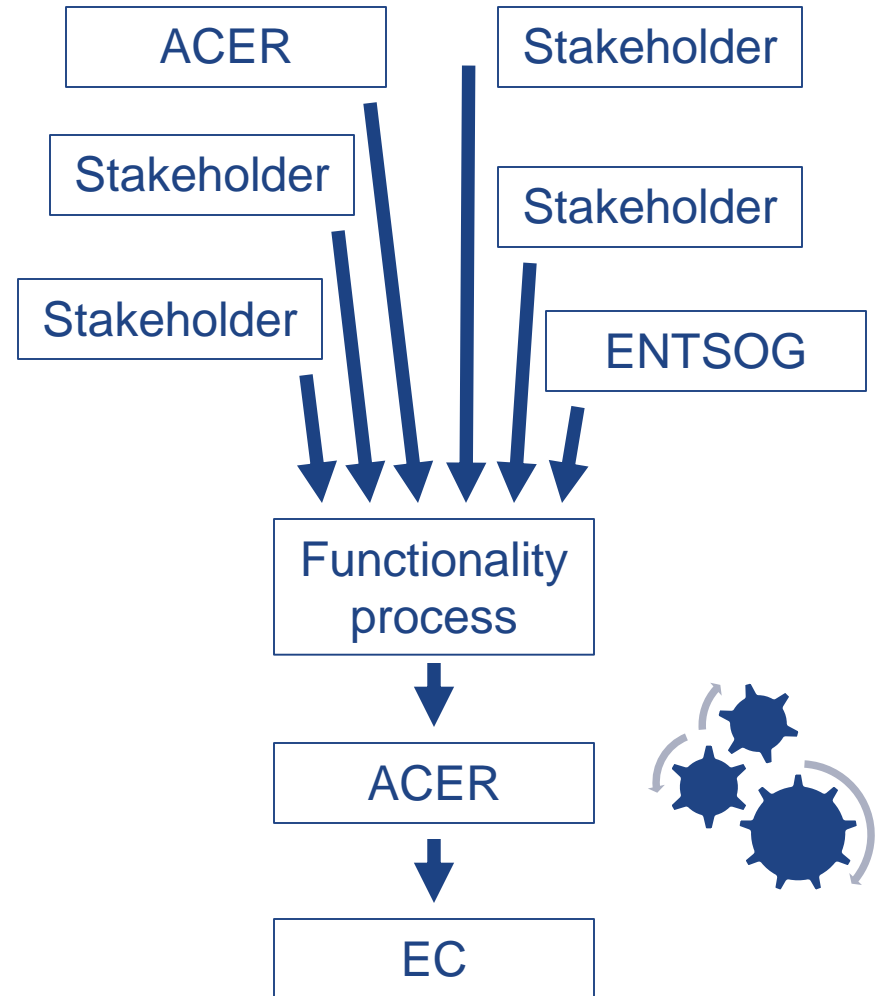 ACER
Stakeholder
Stakeholder
Stakeholder
Stakeholder
ENTSOG
Functionality
process
ACER
EC